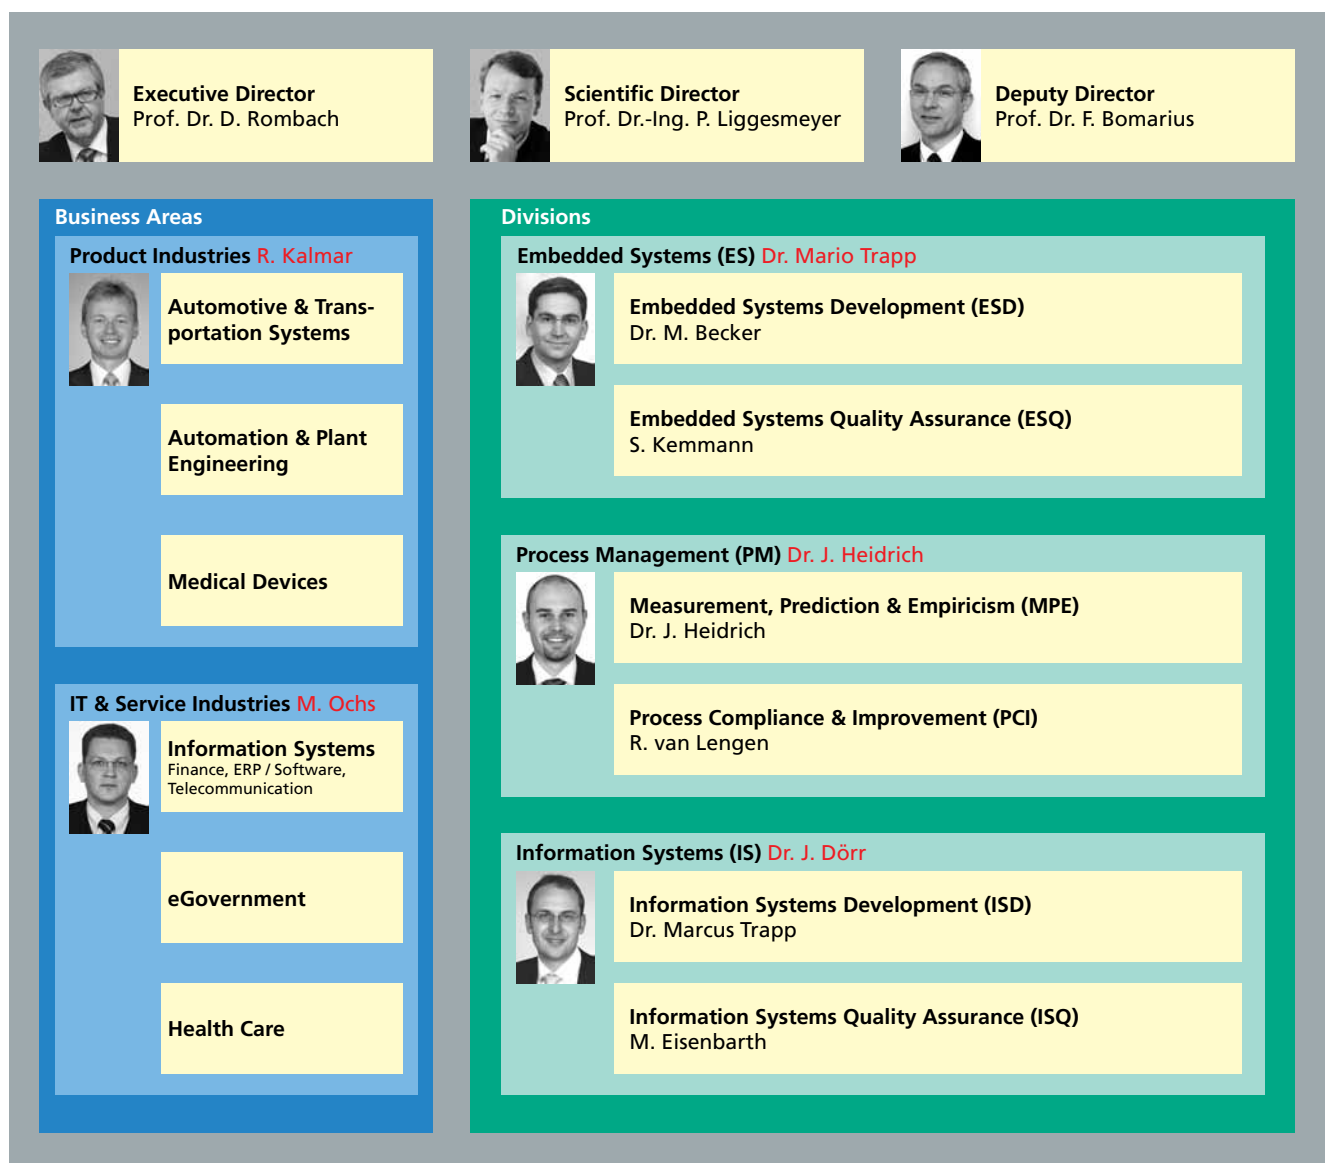 Executive Director
Prof. Dr. D. Rombach
Scientific Director
Prof. Dr.-Ing. P. Liggesmeyer
Deputy Director
Prof. Dr. F. Bomarius
Business Areas
Product Industries R. Kalmar
Automotive & Trans-
portation Systems
Automation & Plant
Engineering
Medical Devices
IT & Service Industries M. Ochs
Information Systems
Finance, ERP / Software,
Telecommunication
eGovernment
Health Care
Divisions
Embedded Systems (ES) Dr. Mario Trapp
Embedded Systems Development (ESD)
Dr. M. Becker
Embedded Systems Quality Assurance (ESQ)
S. Kemmann
Process Management (PM) Dr. J. Heidrich
Measurement, Prediction & Empiricism (MPE)
Dr. J. Heidrich
Process Compliance & Improvement (PCI)
R. van Lengen
Information Systems (IS) Dr. J. Dörr
Information Systems Development (ISD)
Dr. Marcus Trapp
Information Systems Quality Assurance (ISQ)
M. Eisenbarth